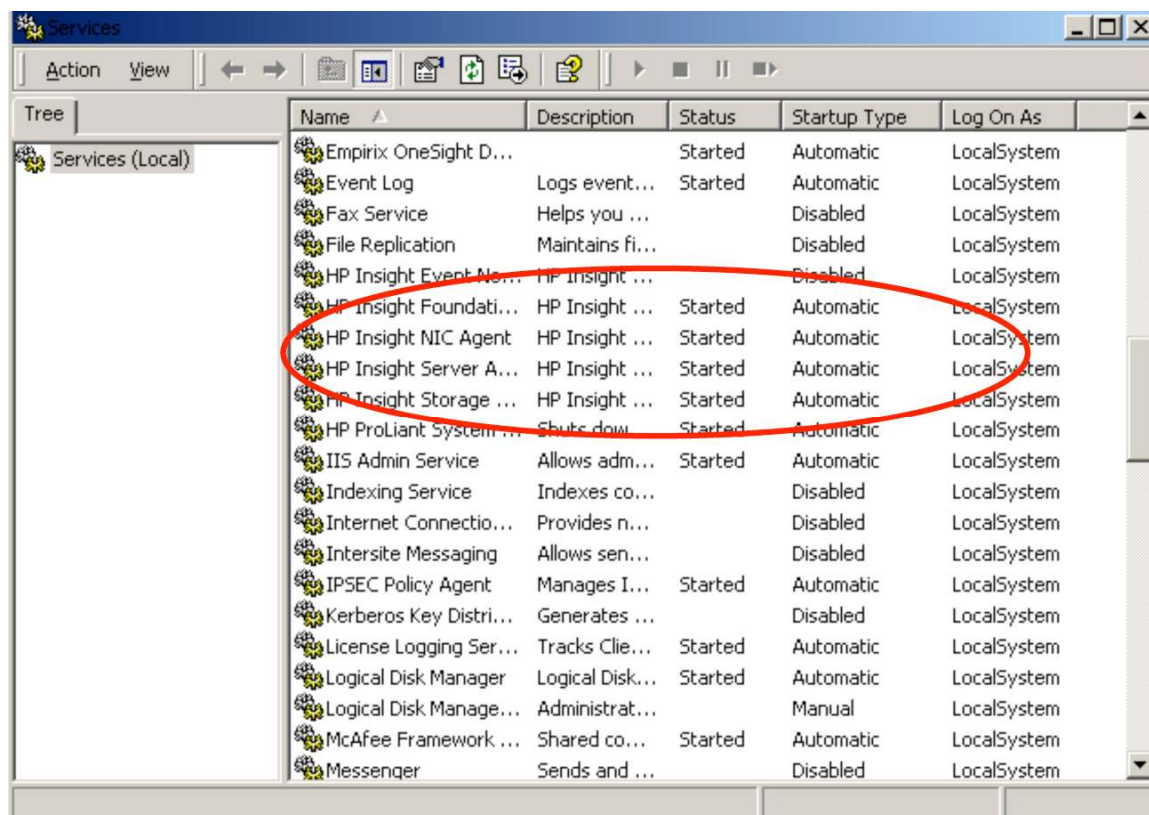 Services
Action View
Tree
Services (Local)
Name Description Status Startup Type Log On As
Empirix OneSight D... Started Automatic LocalSystem
Event Log Logs event... Started Automatic LocalSystem
Fax Service Helps you ... Disabled LocalSystem
File Replication Maintains fi... Disabled LocalSystem
HP Insight Event No... HP Insight ... Disabled LocalSystem
HP Insight Foundati... HP Insight ... Started Automatic LocalSystem
HP Insight NIC Agent HP Insight ... Started Automatic LocalSystem
HP Insight Server A... HP Insight ... Started Automatic LocalSystem
HP Insight Storage ... HP Insight ... Started Automatic LocalSystem
HP ProLiant System ... Shuts dow... Started Automatic LocalSystem
IIS Admin Service Allows adm... Started Automatic LocalSystem
Indexing Service Indexes co... Disabled LocalSystem
Internet Connectio... Provides n... Disabled LocalSystem
Intersite Messaging Allows sen... Disabled LocalSystem
IPSEC Policy Agent Manages I... Started Automatic LocalSystem
Kerberos Key Distri... Generates ... Disabled LocalSystem
License Logging Ser... Tracks Clie... Started Automatic LocalSystem
Logical Disk Manager Logical Disk... Started Automatic LocalSystem
Logical Disk Manage... Administrat... Manual LocalSystem
McAfee Framework ... Shared co... Started Automatic LocalSystem
Messenger Sends and ... Disabled LocalSystem